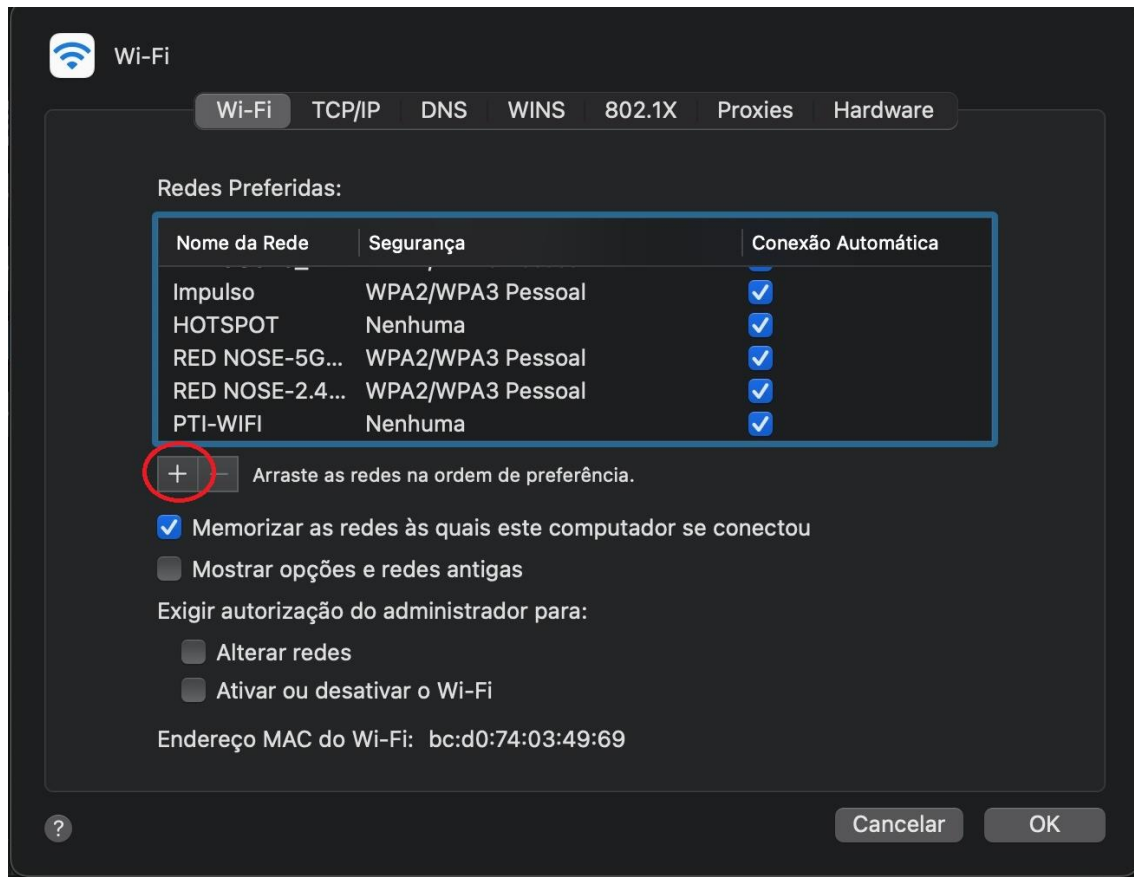 Wi-Fi
Wi-Fi TCP/IP DNS WINS 802.1X Proxies Hardware
Redes Preferidas:
Nome da Rede Segurança Conexão Automática
Impulso WPA2/WPA3 Pessoal
HOTSPOT Nenhuma
RED NOSE-5G... WPA2/WPA3 Pessoal
RED NOSE-2.4... WPA2/WPA3 Pessoal
PTI-WIFI Nenhuma
+ − Arraste as redes na ordem de preferência.
Memorizar as redes às quais este computador se conectou
Mostrar opções e redes antigas
Exigir autorização do administrador para:
Alterar redes
Ativar ou desativar o Wi-Fi
Endereço MAC do Wi-Fi: bc:d0:74:03:49:69
? Cancelar OK